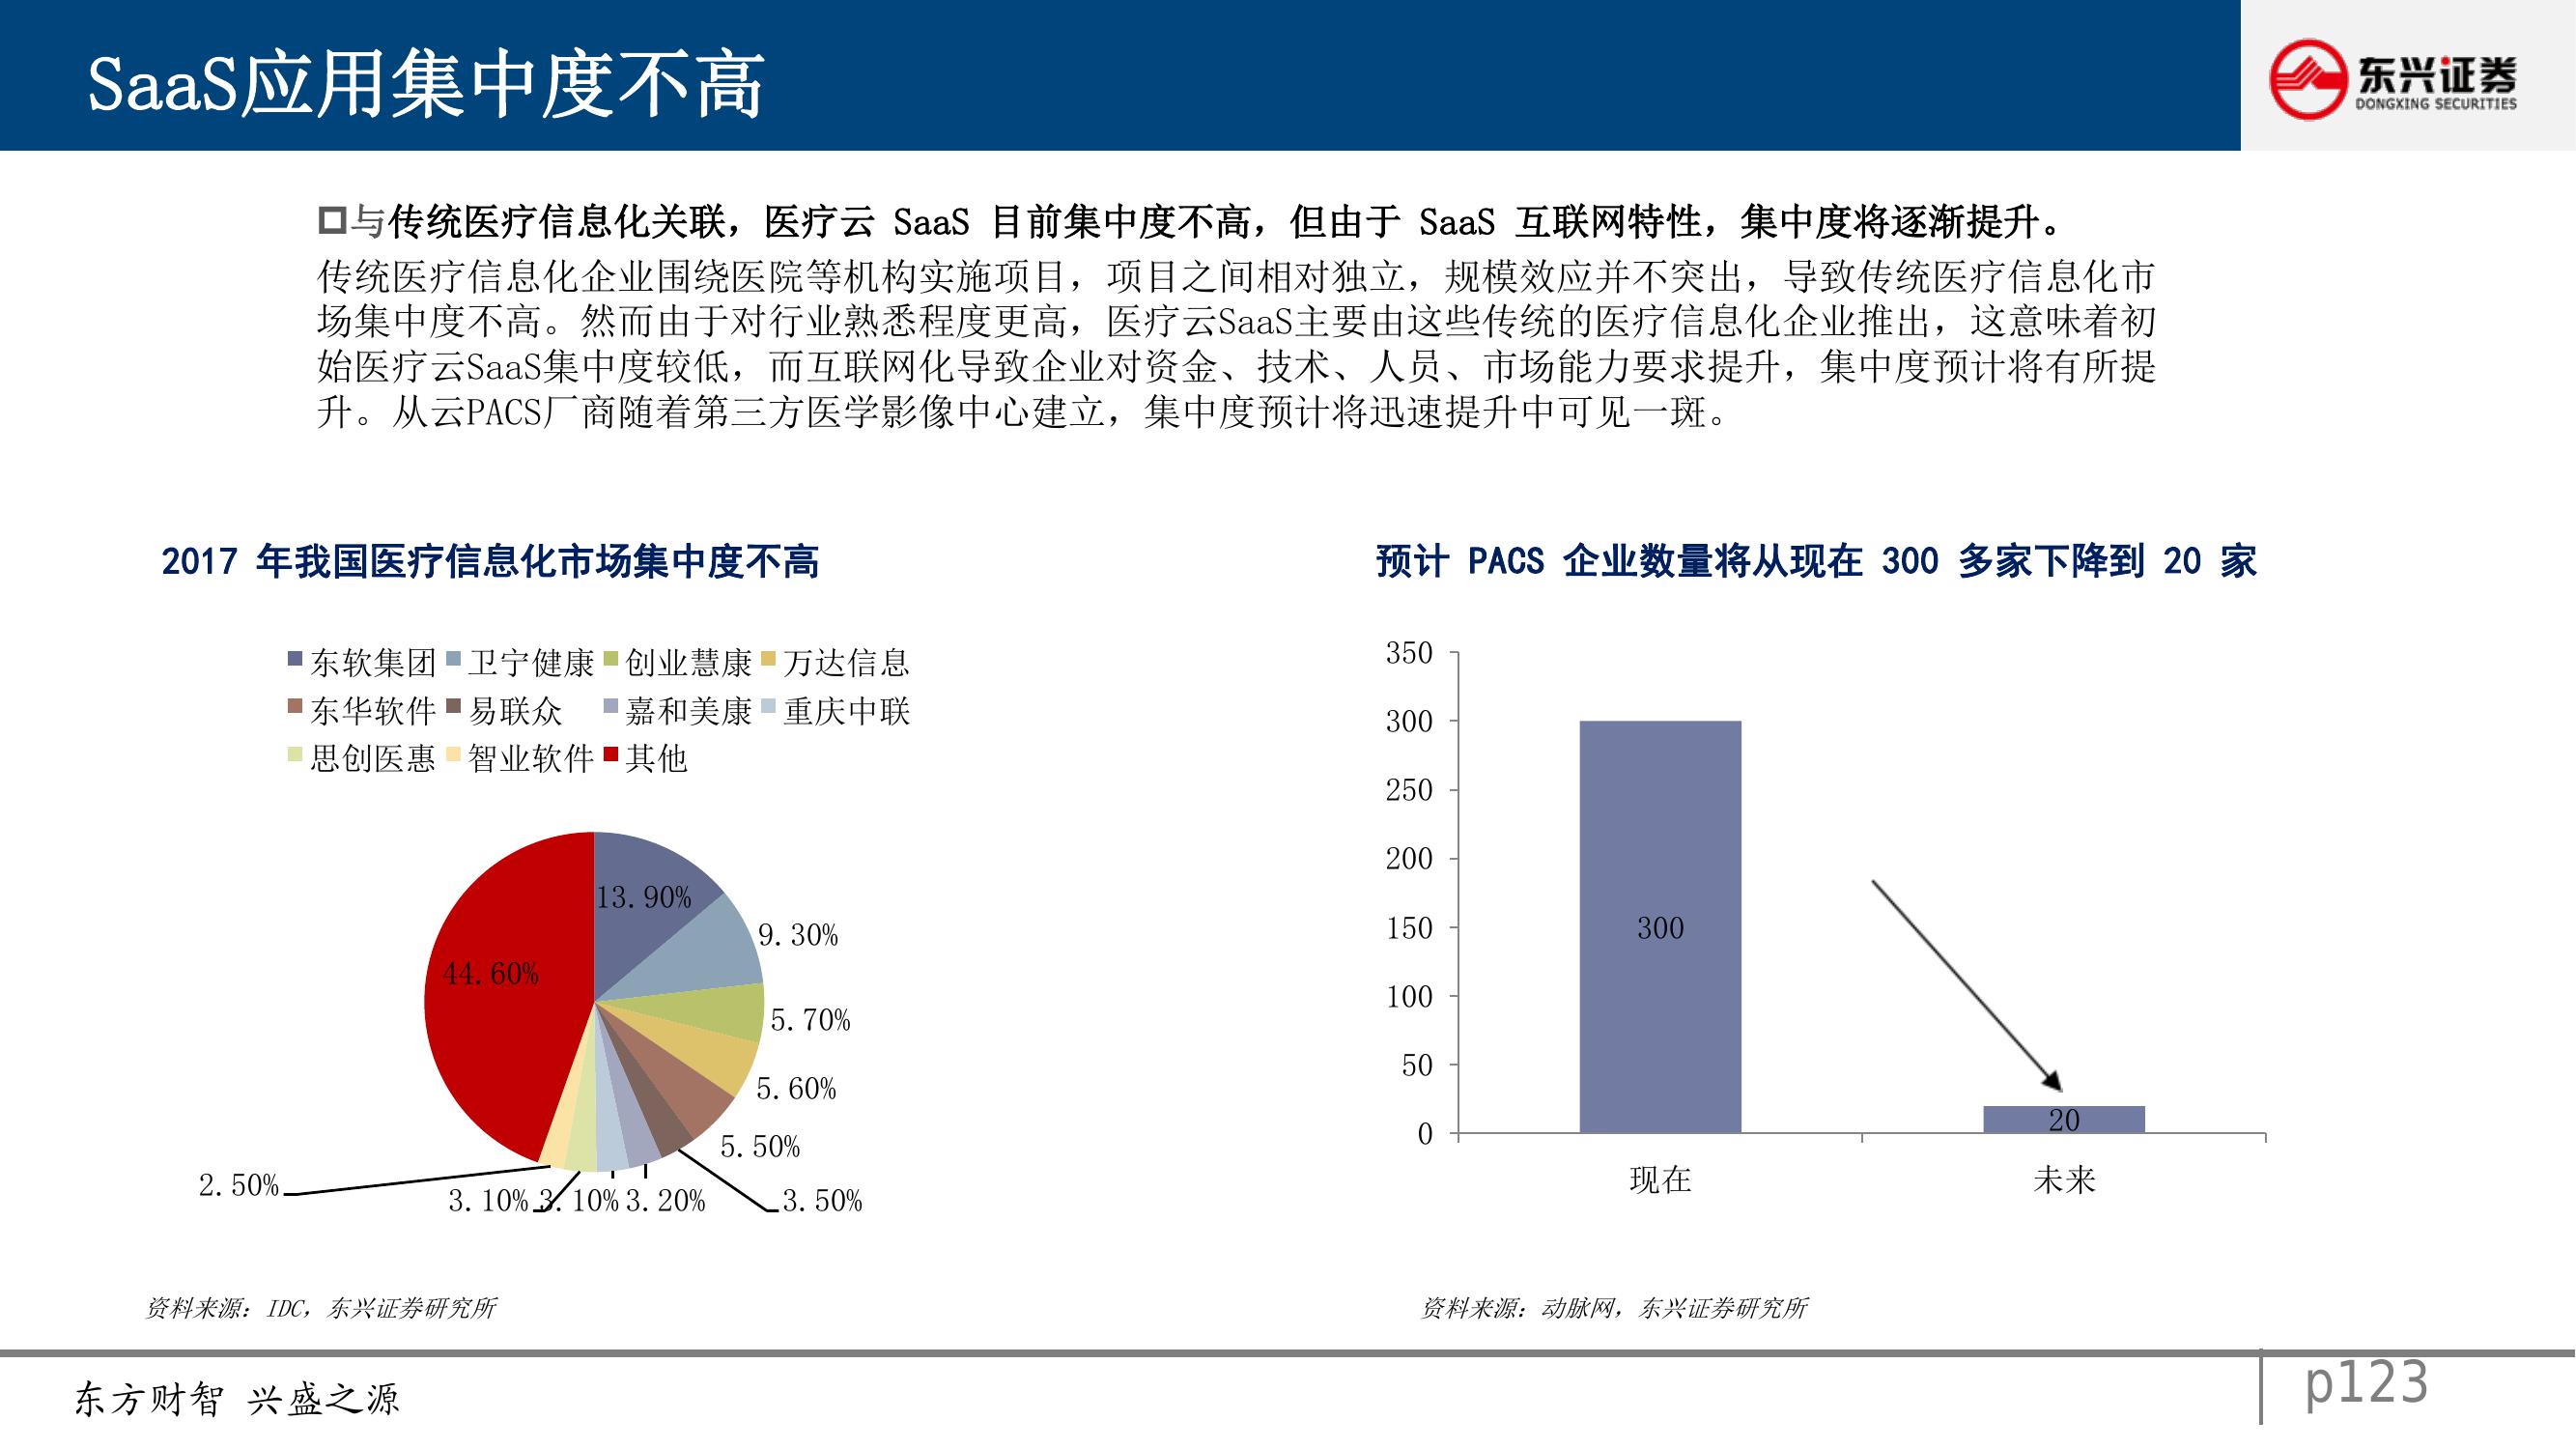 SaaS应用集中度不高
东兴证券
DONGXING SECURITIES
与传统医疗信息化关联，医疗云 SaaS 目前集中度不高，但由于 SaaS 互联网特性，集中度将逐渐提升。
传统医疗信息化企业围绕医院等机构实施项目，项目之间相对独立，规模效应并不突出，导致传统医疗信息化市
场集中度不高。然而由于对行业熟悉程度更高，医疗云SaaS主要由这些传统的医疗信息化企业推出，这意味着初
始医疗云SaaS集中度较低，而互联网化导致企业对资金、技术、人员、市场能力要求提升，集中度预计将有所提
升。从云PACS厂商随着第三方医学影像中心建立，集中度预计将迅速提升中可见一斑。
2017 年我国医疗信息化市场集中度不高
东软集团 卫宁健康 创业慧康 万达信息
东华软件 易联众 嘉和美康 重庆中联
思创医惠 智业软件 其他
13.90%
9.30%
44.60%
5.70%
5.60%
5.50%
2.50%
3.10% 3.10% 3.20% 3.50%
资料来源：IDC，东兴证券研究所
预计 PACS 企业数量将从现在 300 多家下降到 20 家
350
300
250
200
150
100
50
0
300
20
现在 未来
资料来源：动脉网，东兴证券研究所
东方财智 兴盛之源
p123